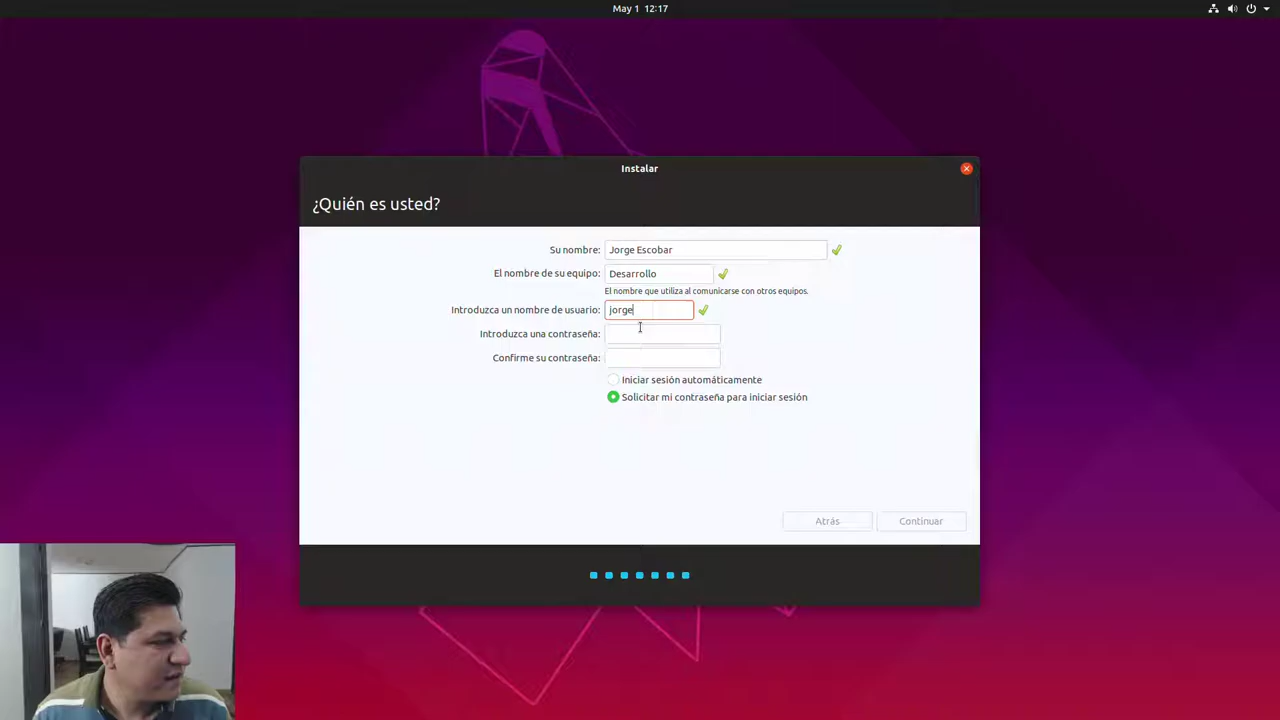 May 1 12:17
Instalar
¿Quién es usted?
Su nombre: Jorge Escobar
El nombre de su equipo: Desarrollo
El nombre que utiliza al comunicarse con otros equipos.
Introduzca un nombre de usuario: jorge
Introduzca una contraseña:
Confirme su contraseña:
Iniciar sesión automáticamente
Solicitar mi contraseña para iniciar sesión
Atrás Continuar